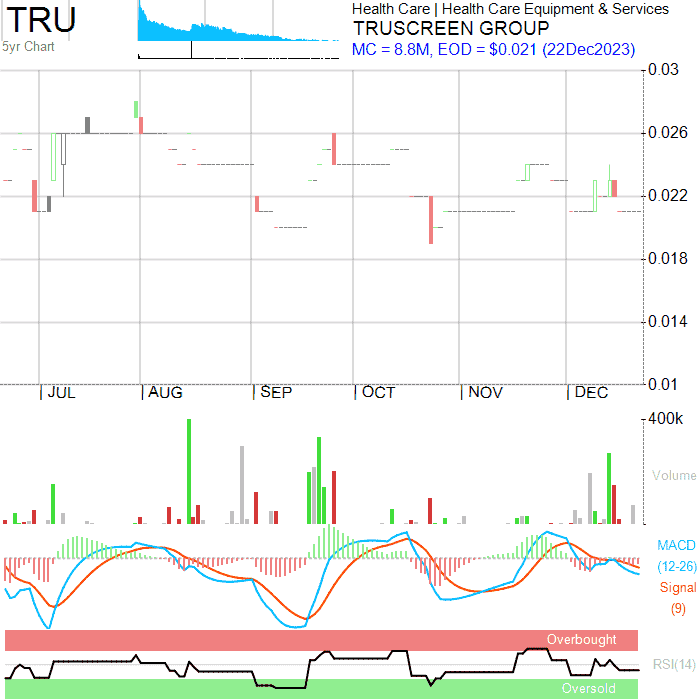 TRU
5yr Chart
Health Care | Health Care Equipment & Services
TRUSCREEN GROUP
MC = 8.8M, EOD = $0.021 (22Dec2023)
0.03
0.026
0.022
0.018
0.014
0.01
| JUL | AUG | SEP | OCT | NOV | DEC
400k
Volume
MACD
(12-26)
Signal
(9)
Overbought
RSI(14)
Oversold